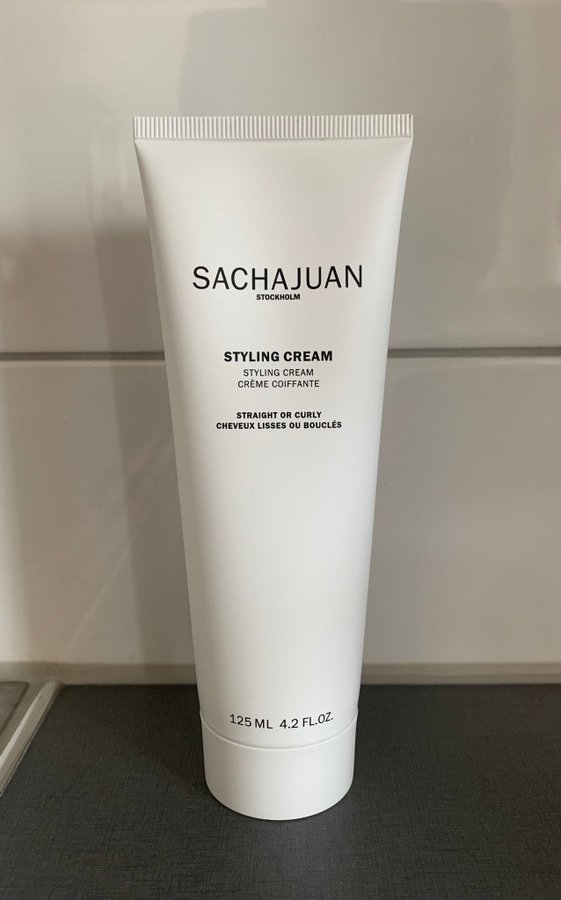 SACHAJUAN
STOCKHOLM
STYLING CREAM
STYLING CREAM
CRÈME COIFFANTE
STRAIGHT OR CURLY
CHEVEUX LISSES OU BOUCLÉS
125 ML 4.2 FL.OZ.